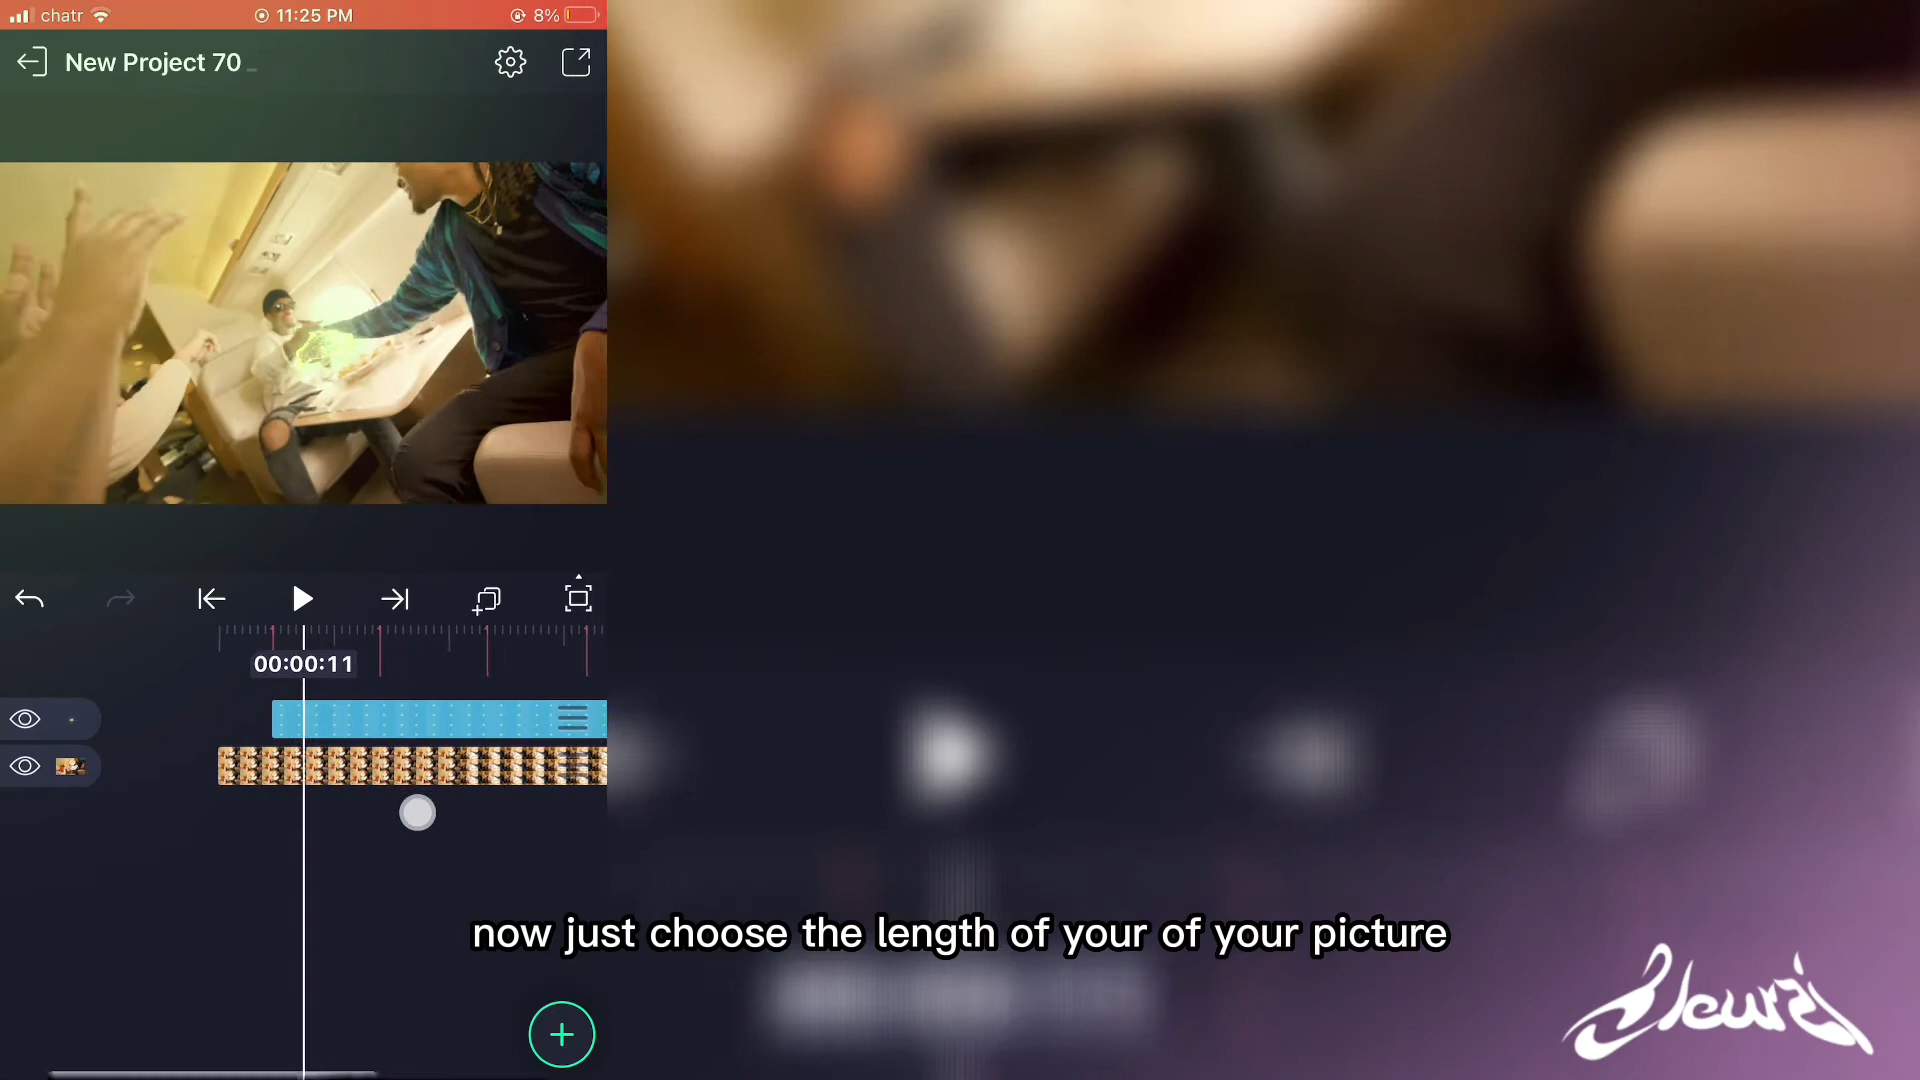 chatr
11:25 PM
8%
New Project 70
00:00:11
now just choose the length of your of your picture